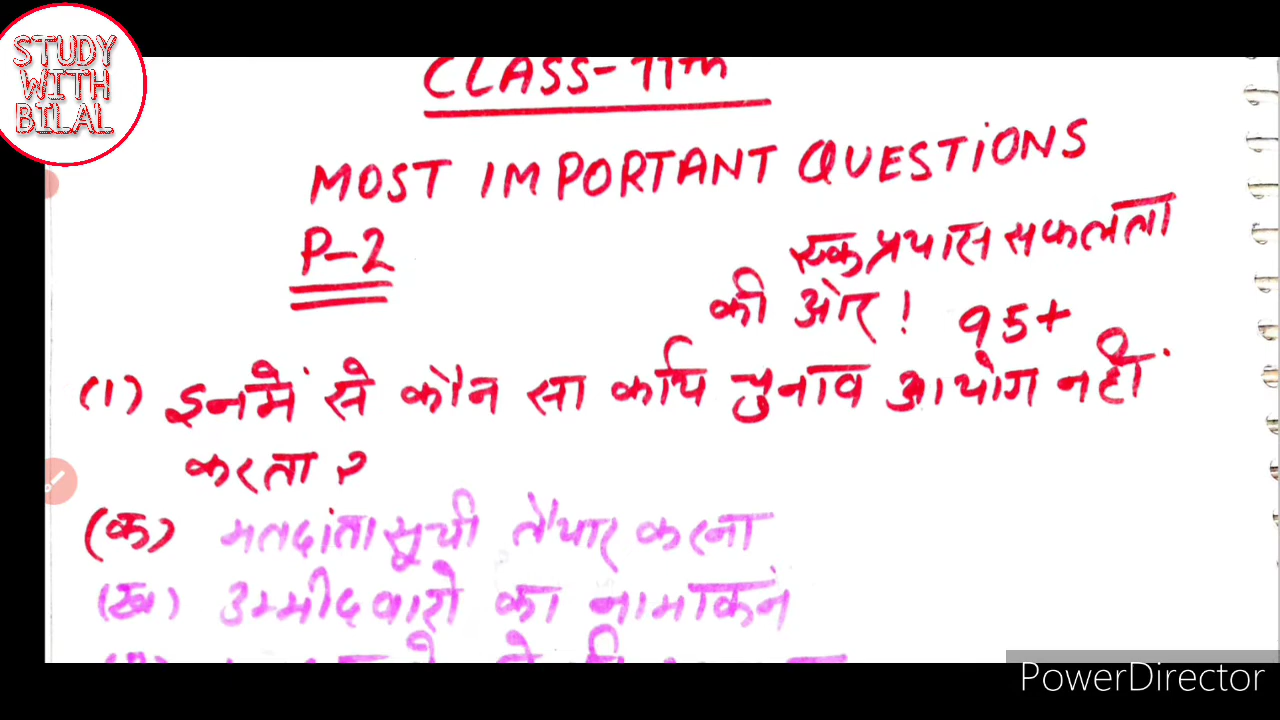 STUDY
WITH
BILAL
CLASS-11th
MOST IMPORTANT QUESTIONS
P-2
एक प्रयास सफलता
की ओर! 95+
(1) इनमें से कौन सा कार्य चुनाव आयोग नहीं
करता ?
(क) मतदाता सूची तैयार करना
(ख) उम्मीदवारो का नामांकन
PowerDirector